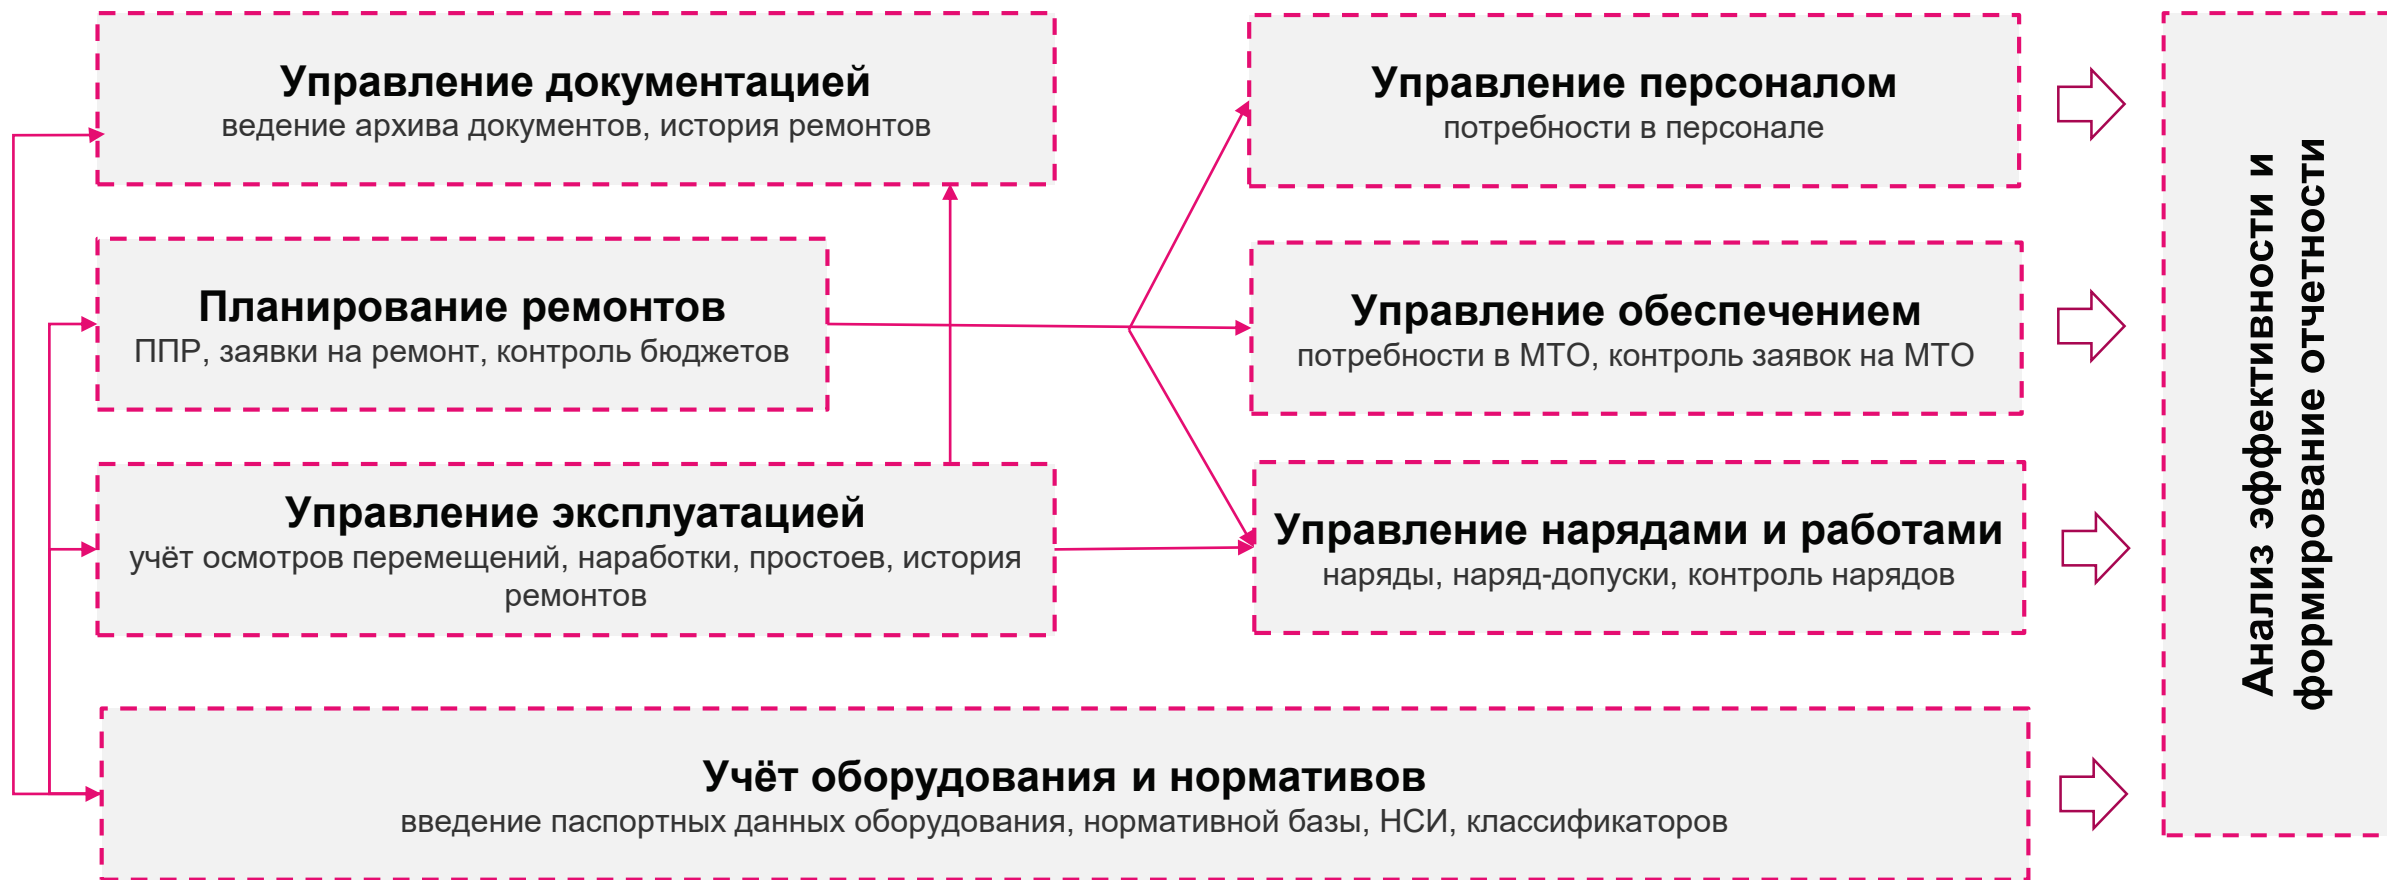 Управление документацией
ведение архива документов, история ремонтов
Планирование ремонтов
ППР, заявки на ремонт, контроль бюджетов
Управление эксплуатацией
учёт осмотров перемещений, наработки, простоев, история
ремонтов
Управление персоналом
потребности в персонале
Управление обеспечением
потребности в МТО, контроль заявок на МТО
Управление нарядами и работами
наряды, наряд-допуски, контроль нарядов
Учёт оборудования и нормативов
введение паспортных данных оборудования, нормативной базы, НСИ, классификаторов
Анализ эффективности и
формирование отчетности